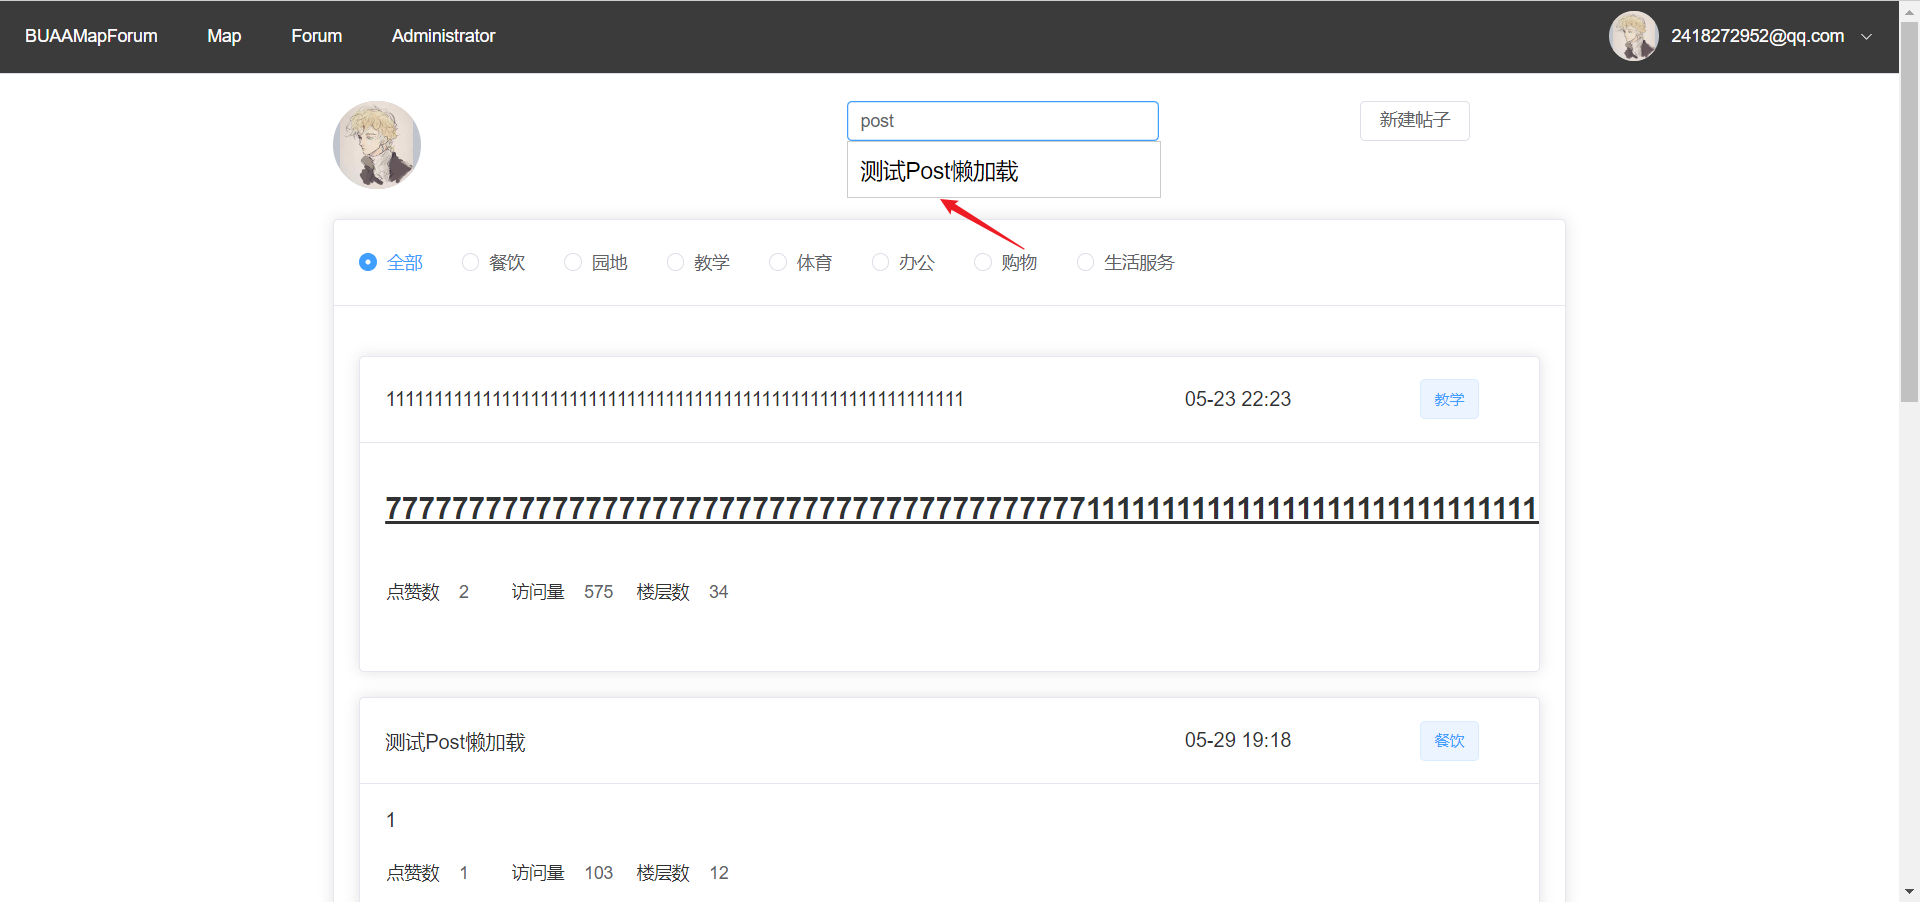 BUAAMapForum Map Forum Administrator 2418272952@qq.com
post
新建帖子
测试Post懒加载
全部 餐饮 园地 教学 体育 办公 购物 生活服务
05-23 22:23 教学
点赞数 2 访问量 575 楼层数 34
测试Post懒加载 05-29 19:18 餐饮
1
点赞数 1 访问量 103 楼层数 12